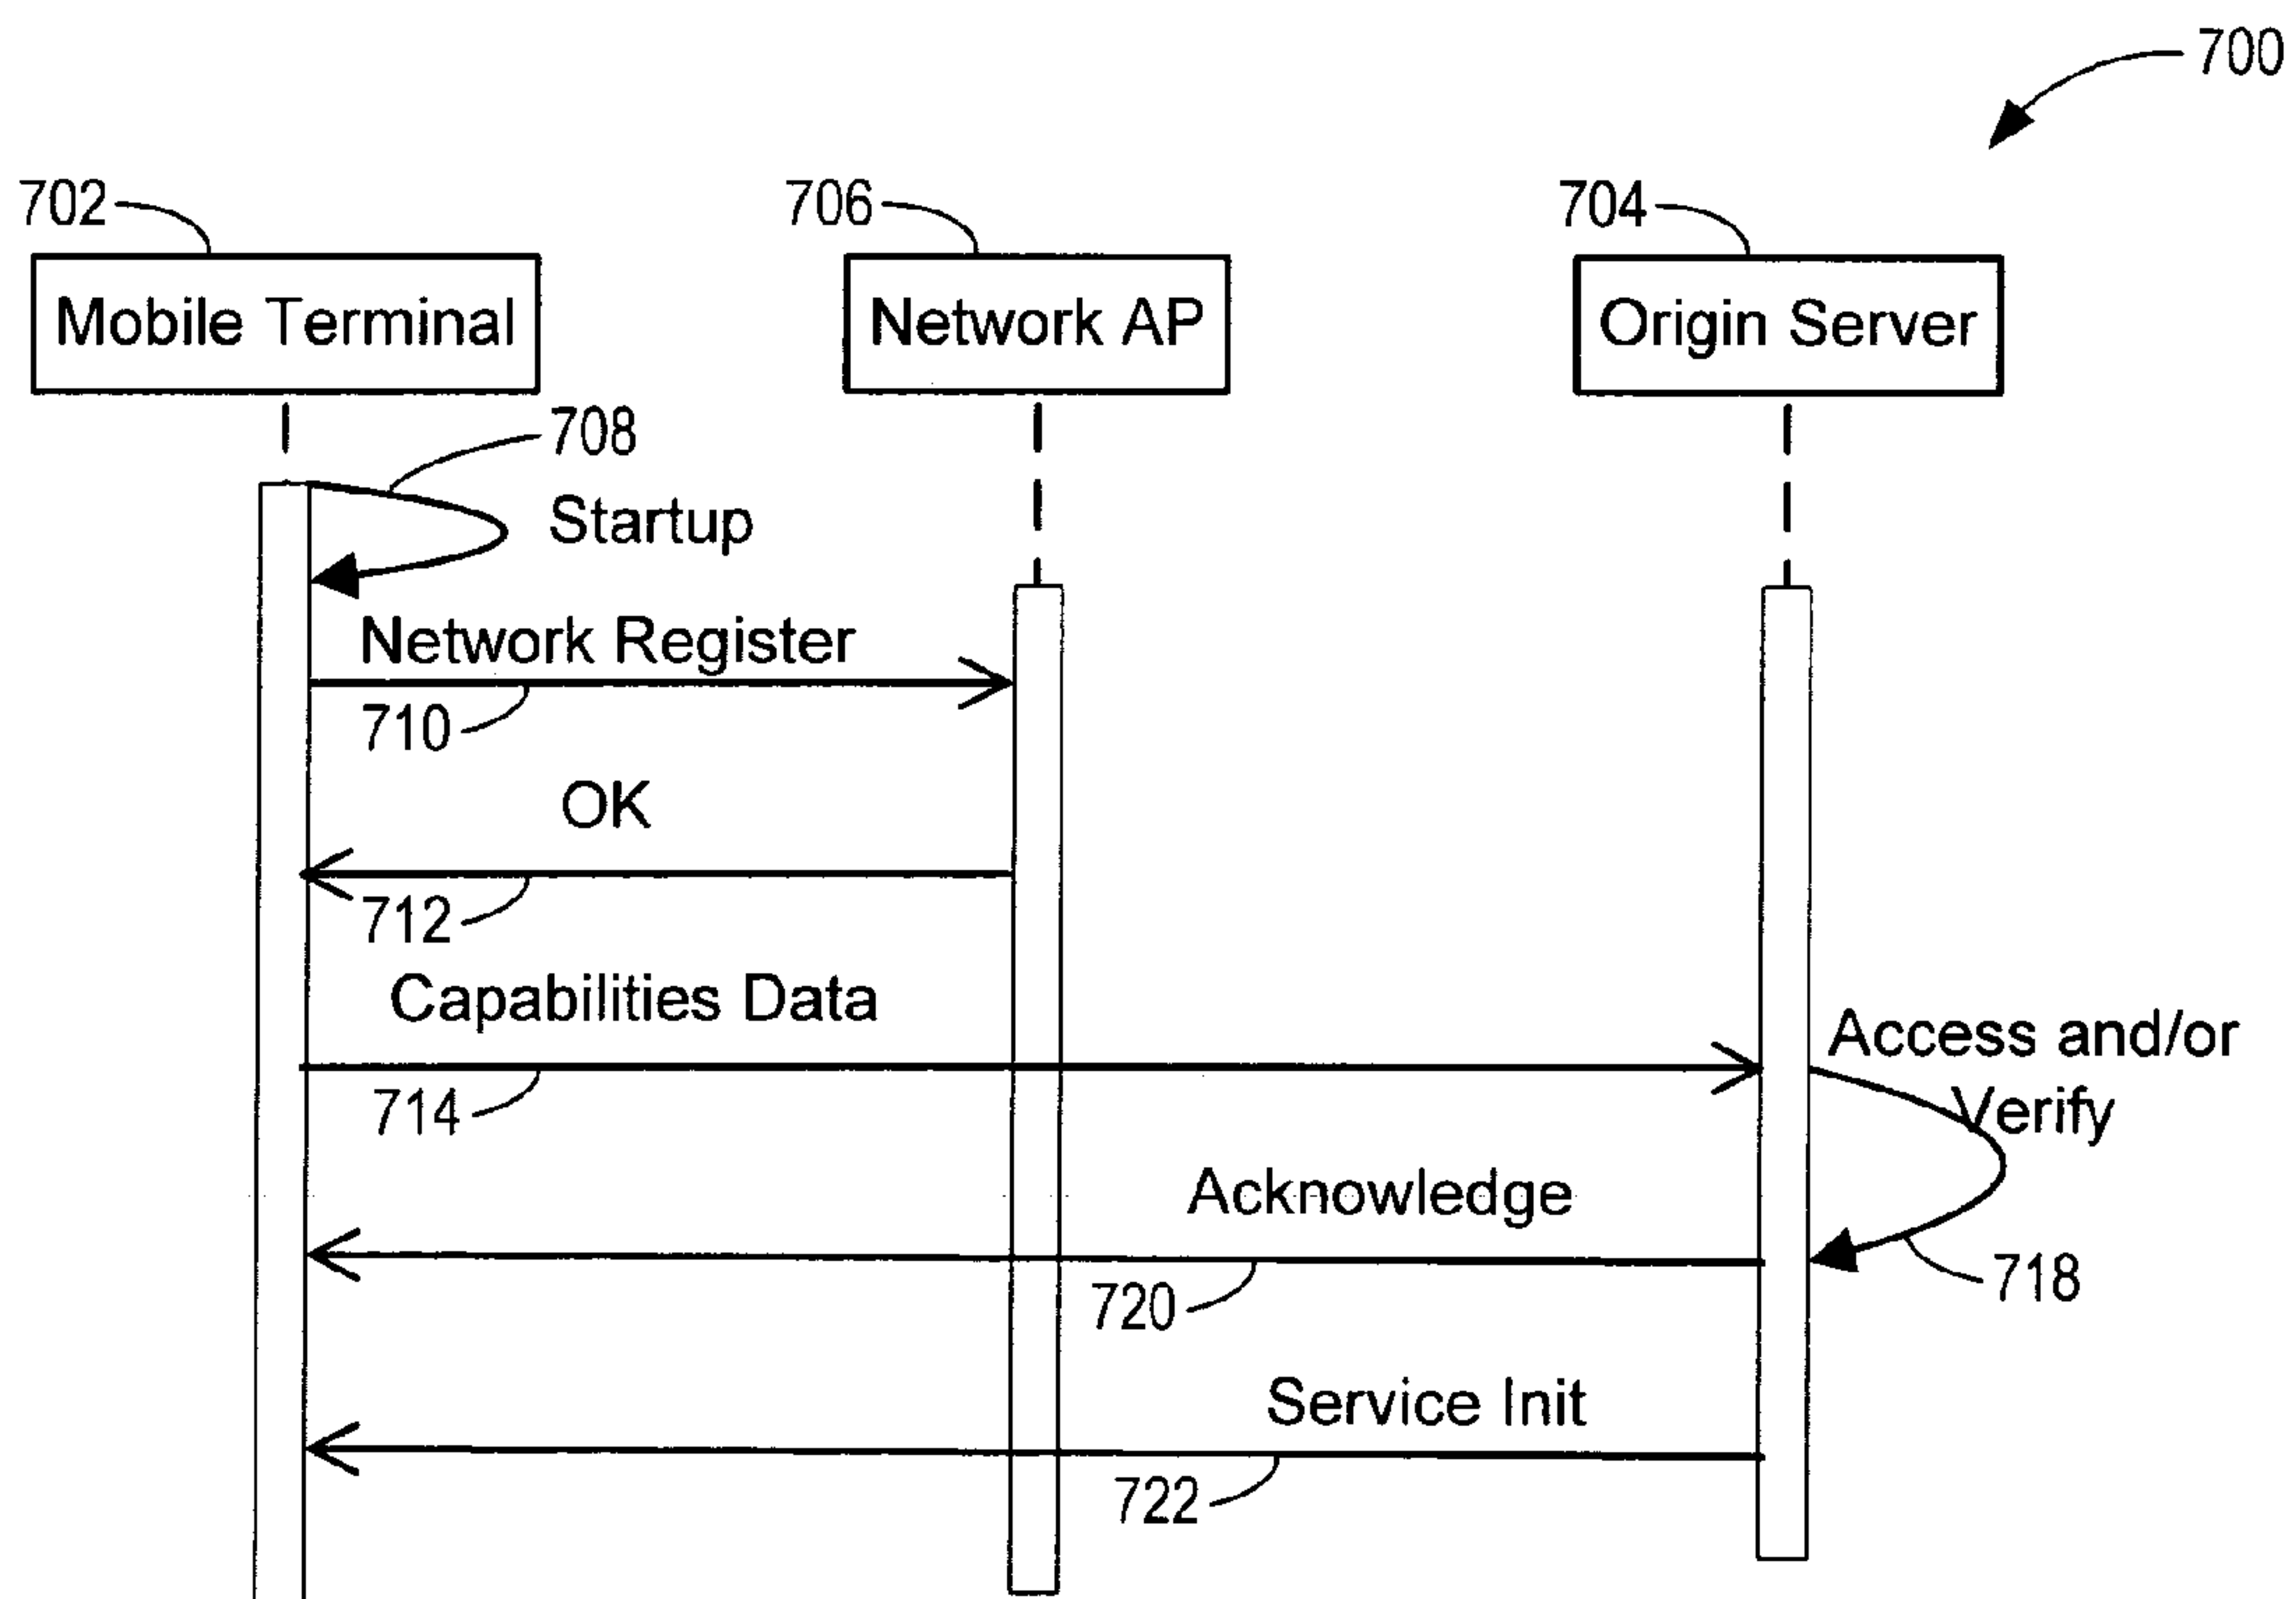 700
702
706
704
Mobile Terminal
Network AP
Origin Server
708
Startup
Network Register
710
OK
712
Capabilities Data
714
Access and/or
Verify
Acknowledge
718
720
Service Init
722